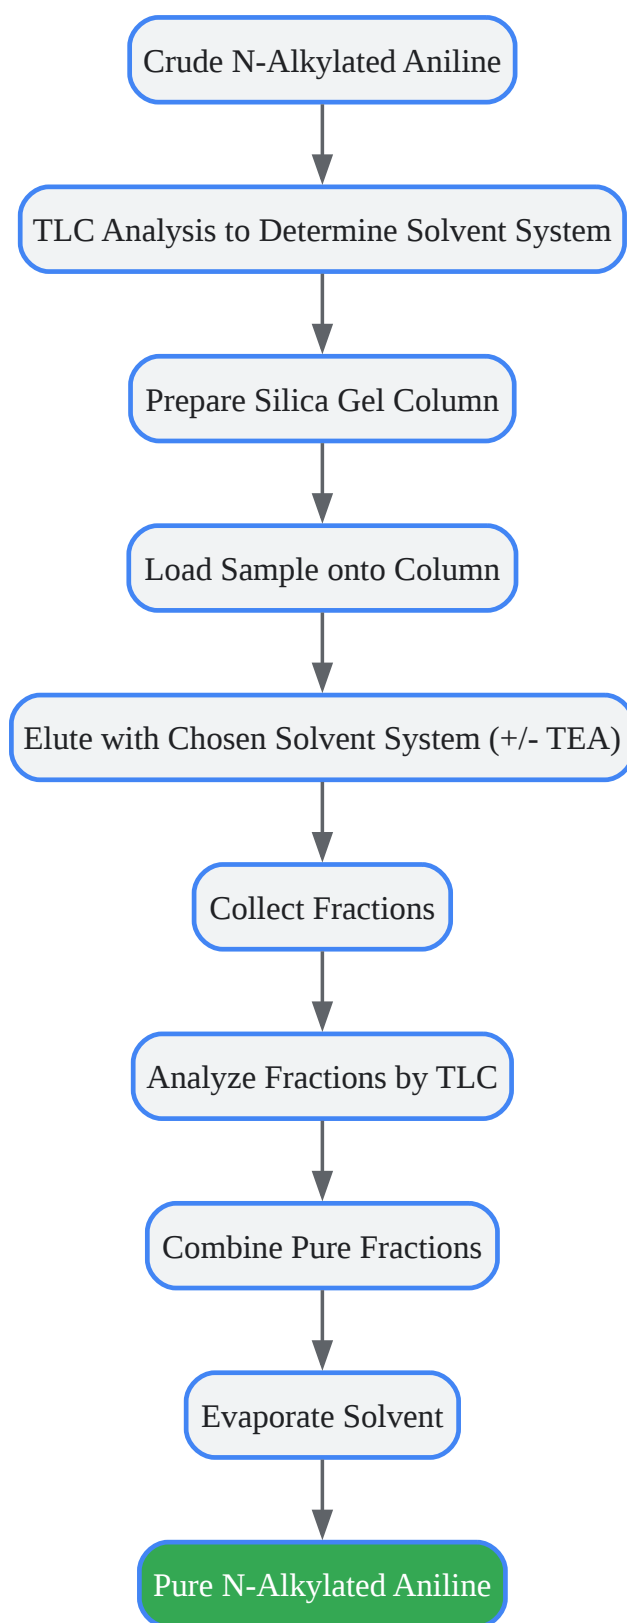 Crude N-Alkylated Aniline
TLC Analysis to Determine Solvent System
Prepare Silica Gel Column
Load Sample onto Column
Elute with Chosen Solvent System (+/- TEA)
Collect Fractions
Analyze Fractions by TLC
Combine Pure Fractions
Evaporate Solvent
Pure N-Alkylated Aniline